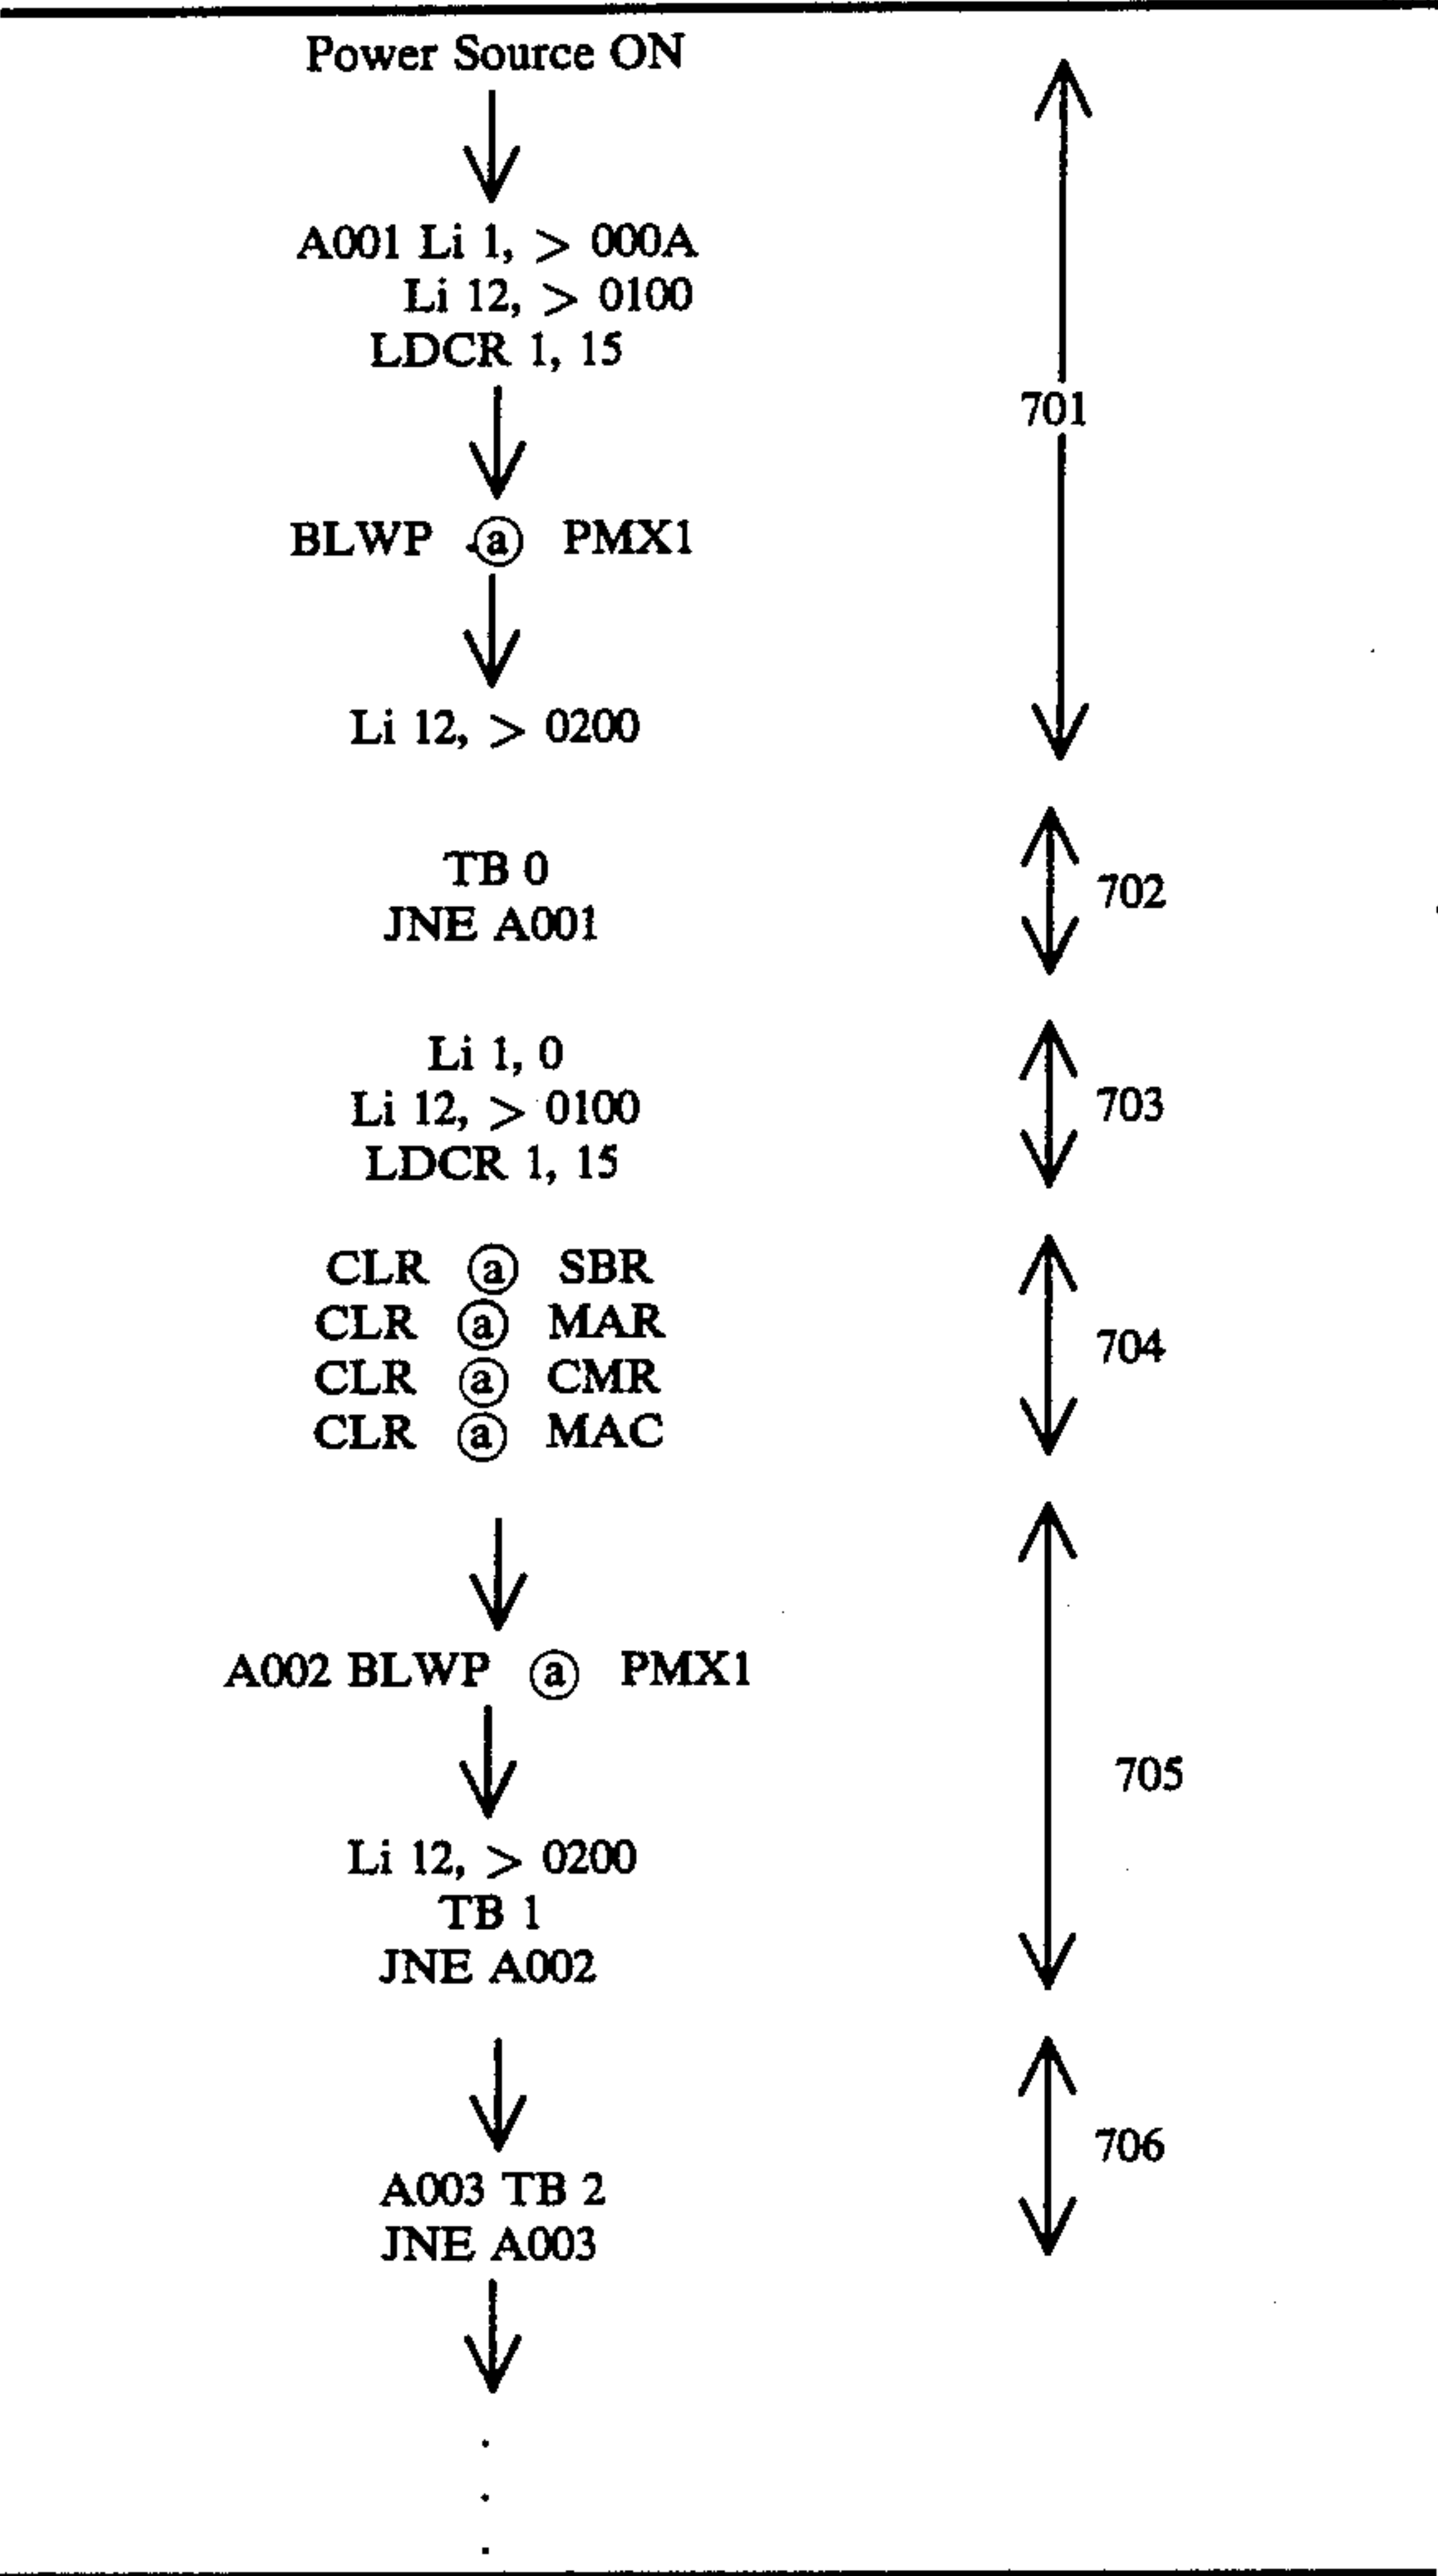 Power Source ON
A001 Li 1, > 000A
Li 12, > 0100
LDCR 1, 15
701
BLWP ⓐ PMX1
Li 12, > 0200
TB 0
702
JNE A001
Li 1, 0
Li 12, > 0100
703
LDCR 1, 15
CLR ⓐ SBR
CLR ⓐ MAR
704
CLR ⓐ CMR
CLR ⓐ MAC
A002 BLWP ⓐ PMX1
705
Li 12, > 0200
TB 1
JNE A002
706
A003 TB 2
JNE A003
.
.
.